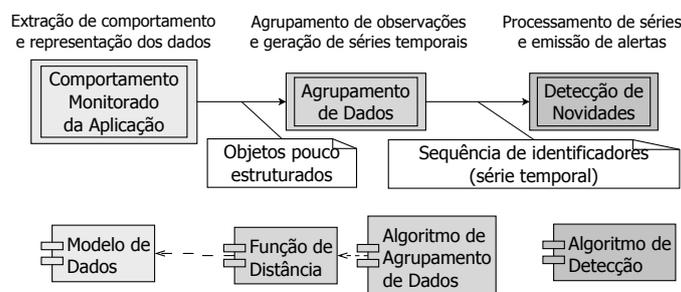 Extração de comportamento
e representação dos dados
Agrupamento de observações
e geração de séries temporais
Processamento de séries
e emissão de alertas
Comportamento
Monitorado
da Aplicação
Agrupamento
de Dados
Detecção de
Novidades
Objetos pouco
estruturados
Sequência de identificadores
(série temporal)
Modelo de
Dados
Função de
Distância
Algoritmo de
Agrupamento
de Dados
Algoritmo de
Detecção